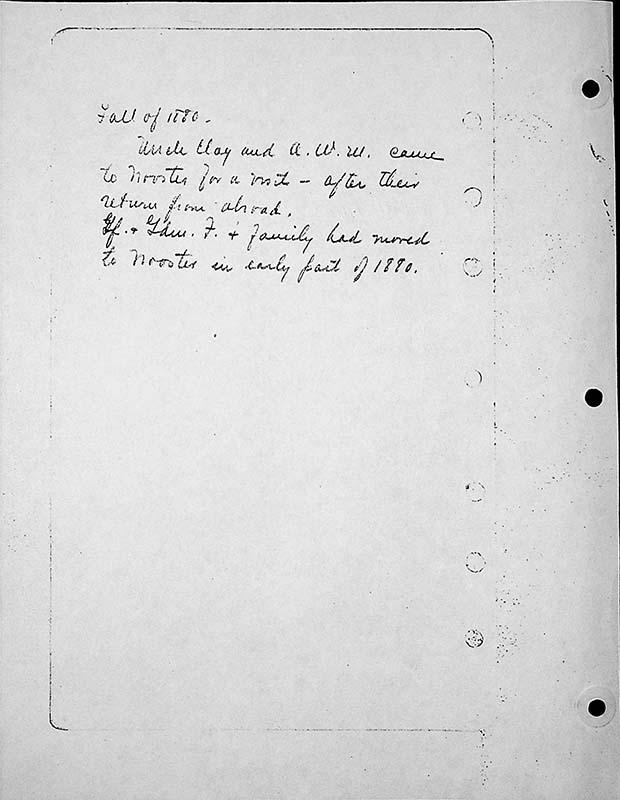 Fall of 1880.
Uncle Clay and A. W. M. came
to Wooster for a visit - after their
return from abroad.
Gf. & Gdm. F. & family had moved
to Wooster in early part of 1880.